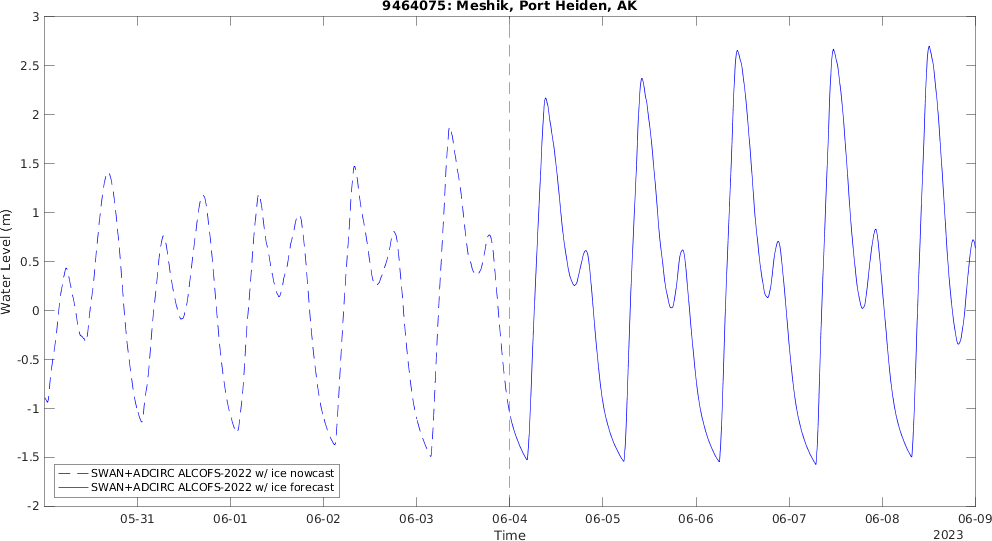 9464075: Meshik, Port Heiden, AK
Water Level (m)
3
2.5
2
1.5
1
0.5
0
-0.5
-1
-1.5
-2
SWAN+ADCIRC ALCOFS-2022 w/ ice nowcast
SWAN+ADCIRC ALCOFS-2022 w/ ice forecast
05-31 06-01 06-02 06-03 06-04 06-05 06-06 06-07 06-08 06-09
Time
2023